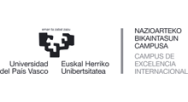 Universidad del País Vasco
Euskal Herriko Unibertsitatea
NAZIOARTEKO
BIKAINTASUN
CAMPUSA
CAMPUS DE
EXCELENCIA
INTERNACIONAL